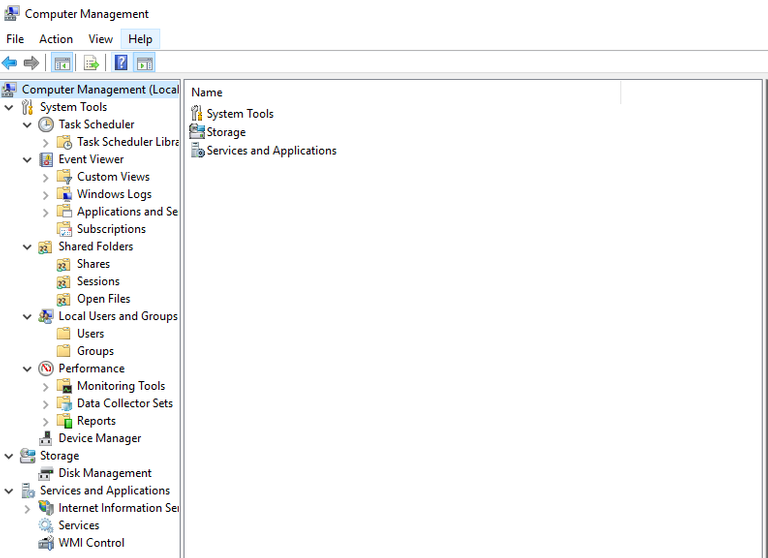 Computer Management
File Action View Help
Computer Management (Local
System Tools
Task Scheduler
Task Scheduler Libra
Event Viewer
Custom Views
Windows Logs
Applications and Se
Subscriptions
Shared Folders
Shares
Sessions
Open Files
Local Users and Groups
Users
Groups
Performance
Monitoring Tools
Data Collector Sets
Reports
Device Manager
Storage
Disk Management
Services and Applications
Internet Information Ser
Services
WMI Control
Name
System Tools
Storage
Services and Applications